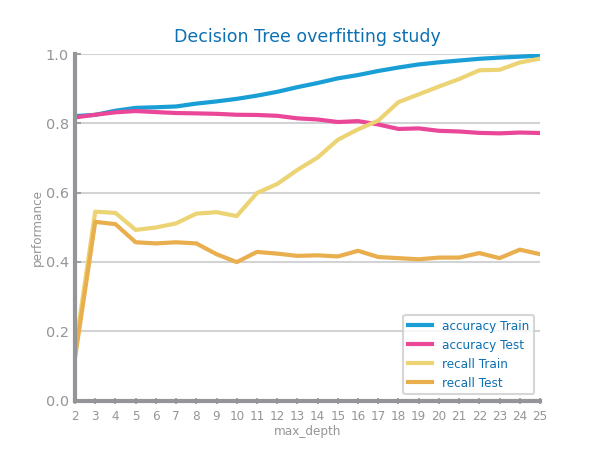 Decision Tree overfitting study
1.0
0.8
0.6
0.4
0.2
0.0
performance
accuracy Train
accuracy Test
recall Train
recall Test
2 3 4 5 6 7 8 9 10 11 12 13 14 15 16 17 18 19 20 21 22 23 24 25
max_depth